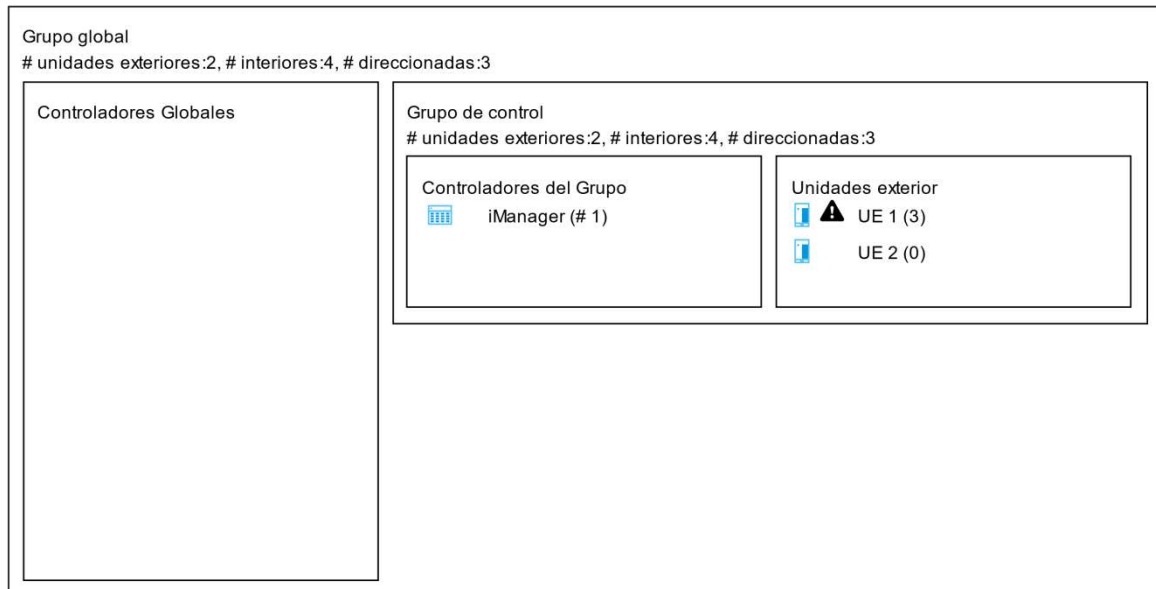 Grupo global
# unidades exteriores:2, # interiores:4, # direccionadas:3
Controladores Globales
Grupo de control
# unidades exteriores:2, # interiores:4, # direccionadas:3
Controladores del Grupo
iManager (# 1)
Unidades exterior
UE 1 (3)
UE 2 (0)